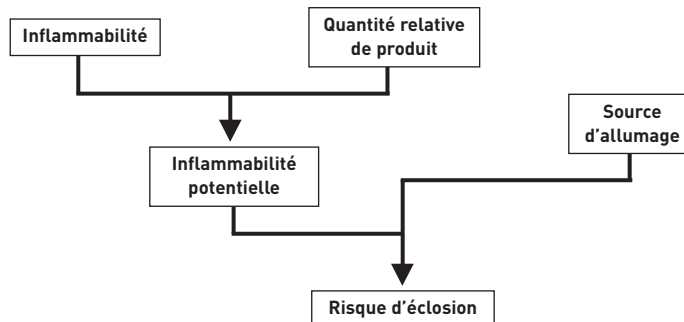 Inflammabilité
Quantité relative
de produit
Source
d'allumage
Inflammabilité
potentielle
Risque d'éclosion